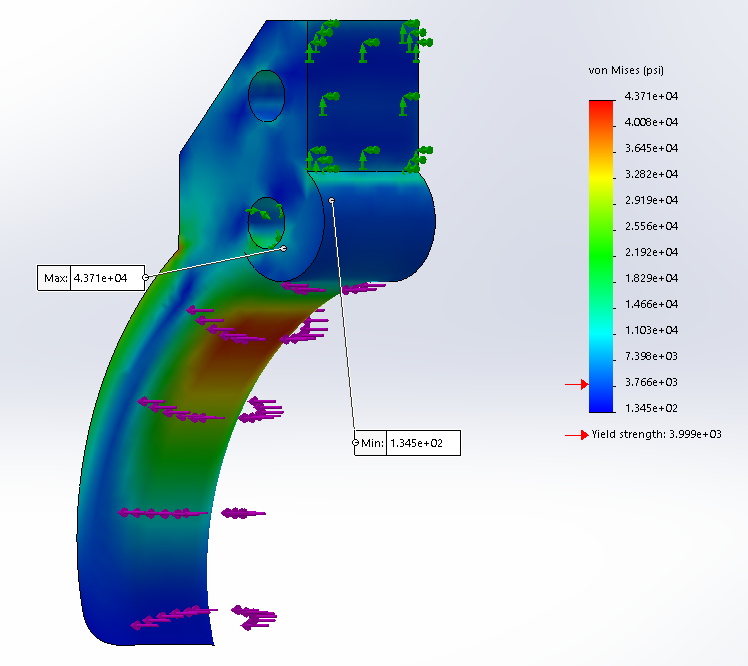 von Mises (psi)
4.371e+04
4.008e+04
3.645e+04
3.282e+04
2.919e+04
2.556e+04
2.192e+04
1.829e+04
1.466e+04
1.103e+04
7.398e+03
3.766e+03
1.345e+02
Yield strength: 3.999e+03
Max: 4.371e+04
Min: 1.345e+02